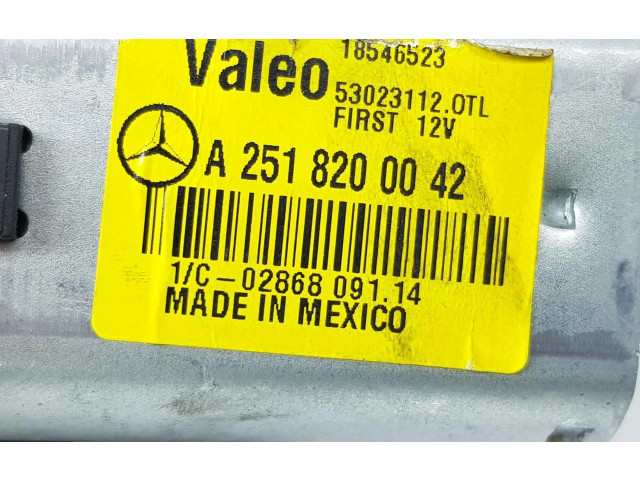 18546523
Valeo
53023112.OTL
FIRST 12V
A 251 820 00 42
1/C-02868 091.14
MADE IN MEXICO